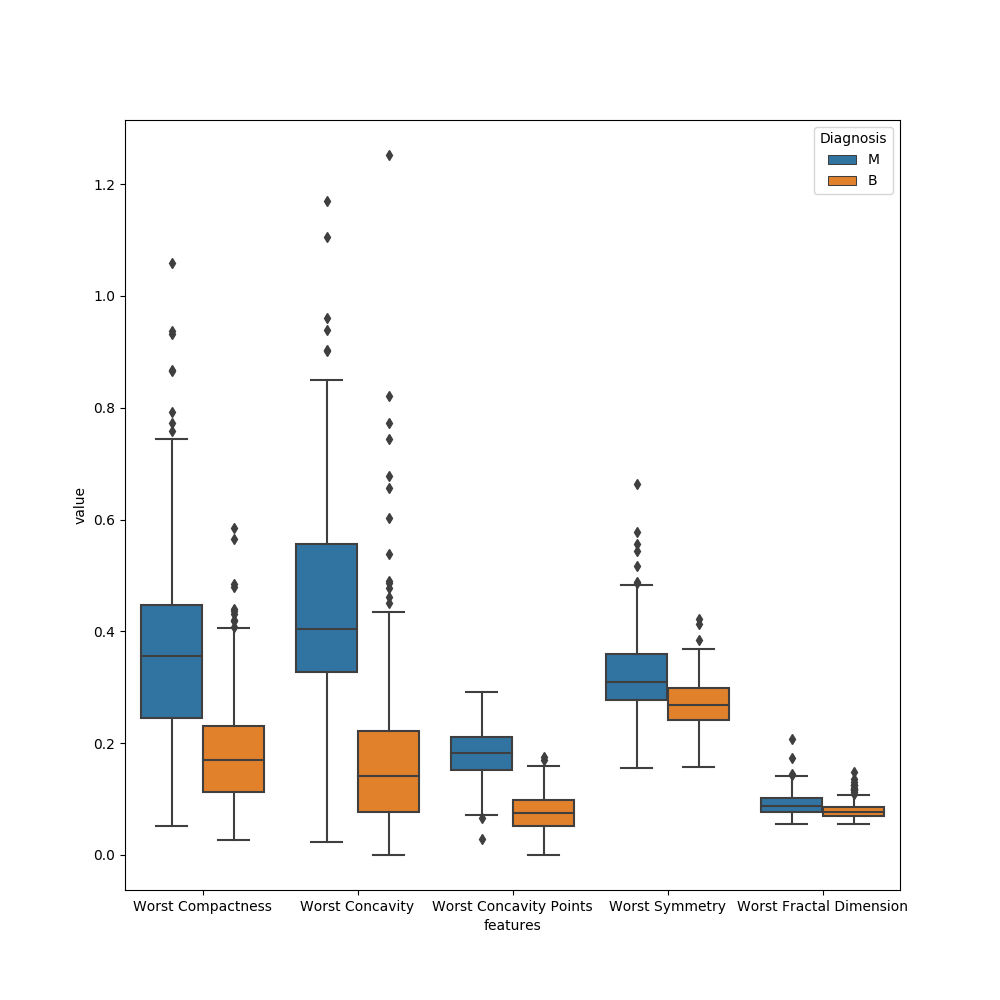 Diagnosis
M
B
value
1.2
1.0
0.8
0.6
0.4
0.2
0.0
Worst Compactness
Worst Concavity
Worst Concavity Points
Worst Symmetry
Worst Fractal Dimension
features